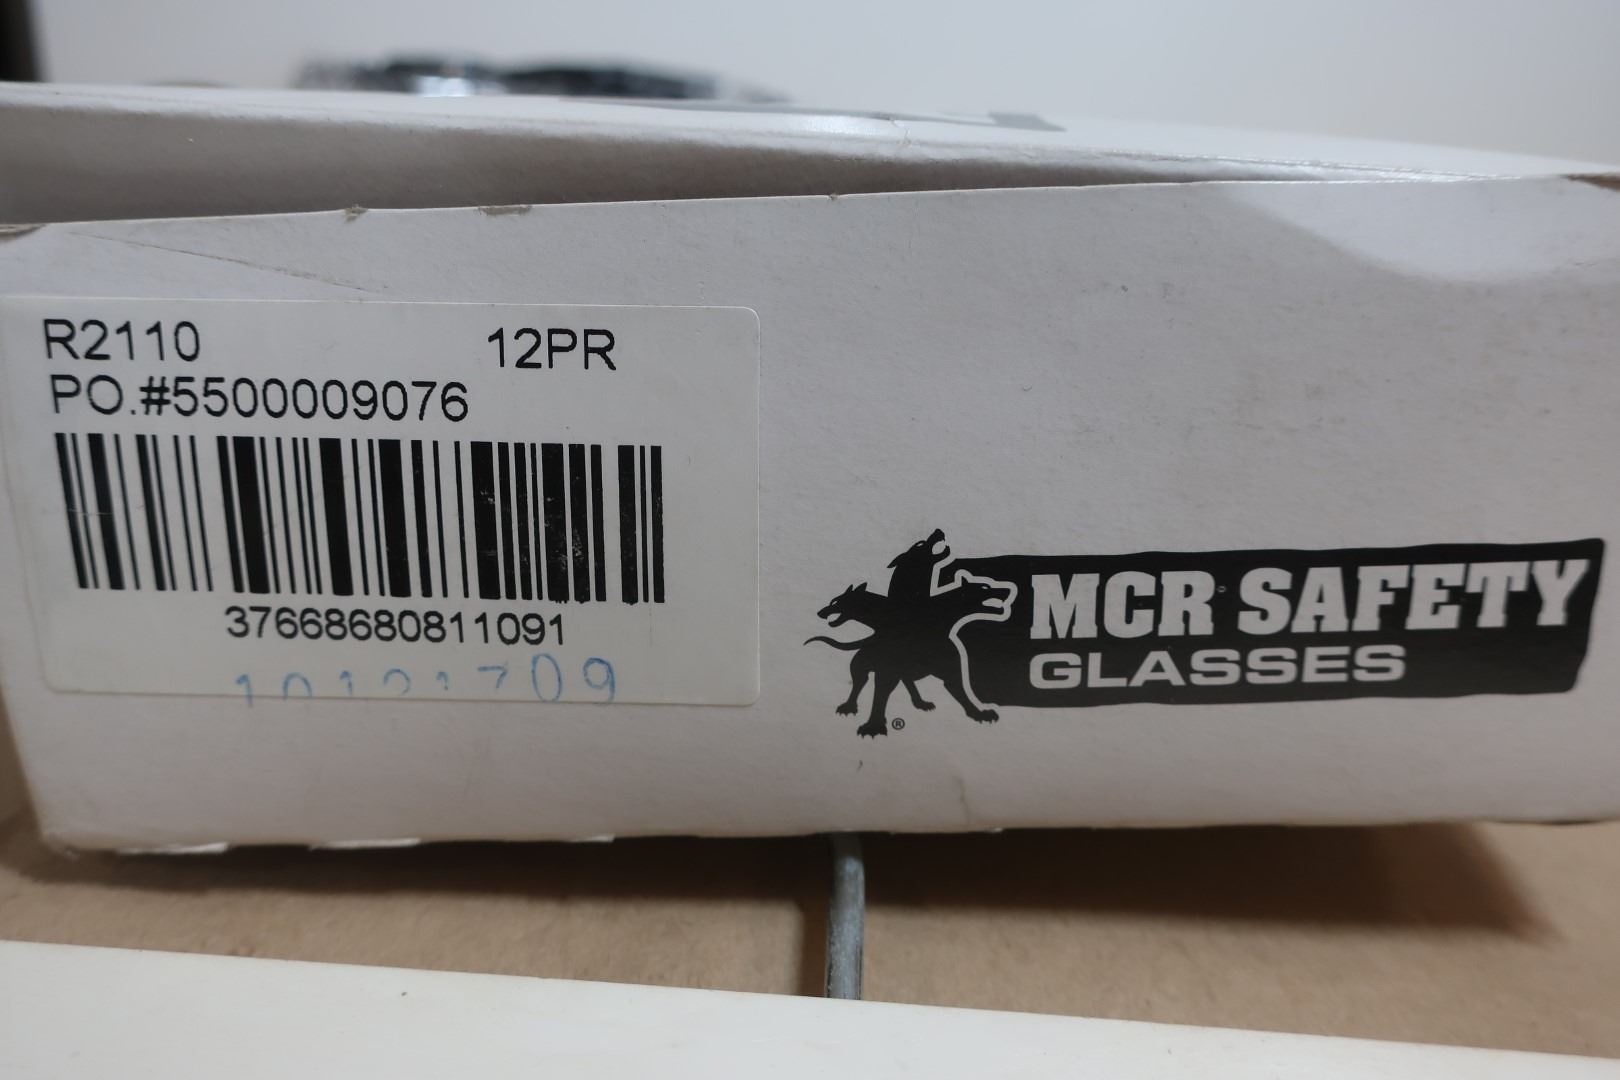 R2110 12PR
PO.#5500009076
37668680811091
MCR SAFETY
GLASSES
®